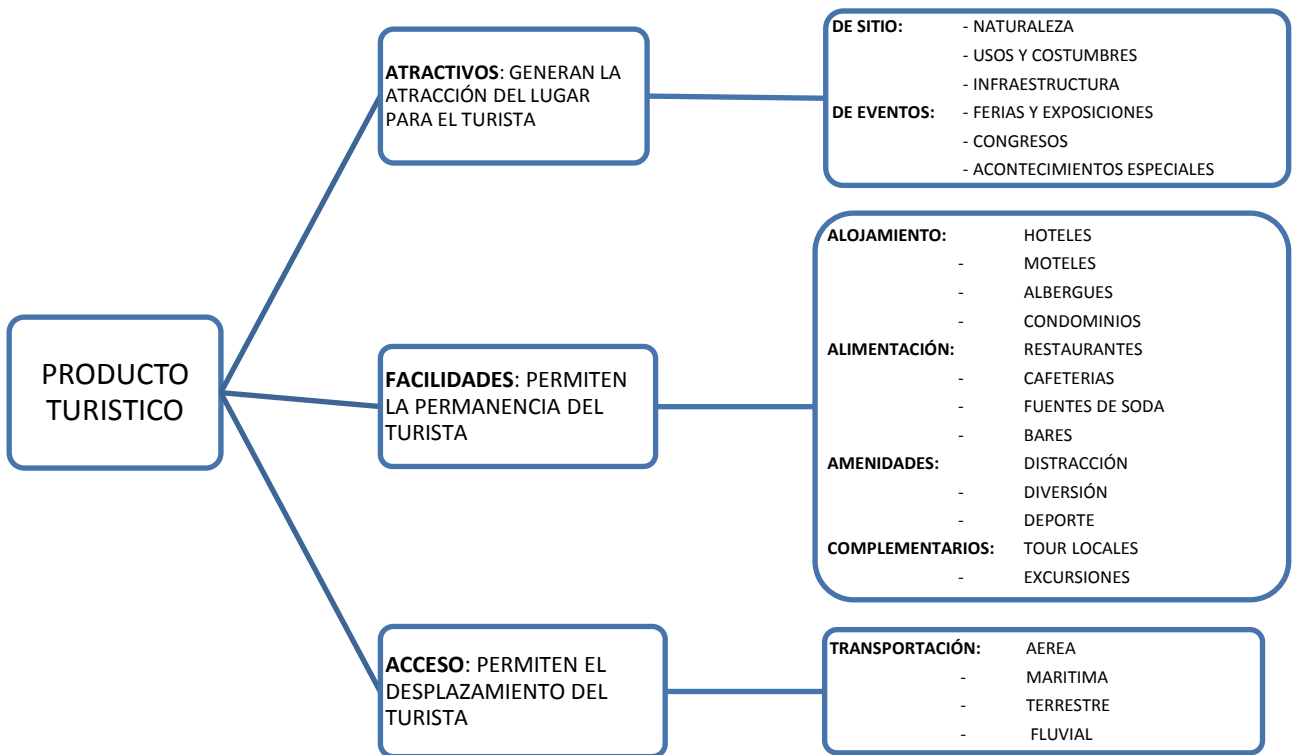 PRODUCTO
TURISTICO
ATRACTIVOS: GENERAN LA
ATRACCIÓN DEL LUGAR
PARA EL TURISTA
DE SITIO: - NATURALEZA
- USOS Y COSTUMBRES
- INFRAESTRUCTURA
DE EVENTOS: - FERIAS Y EXPOSICIONES
- CONGRESOS
- ACONTECIMIENTOS ESPECIALES
FACILIDADES: PERMITEN
LA PERMANENCIA DEL
TURISTA
ALOJAMIENTO: HOTELES
- MOTELES
- ALBERGUES
- CONDOMINIOS
ALIMENTACIÓN: RESTAURANTES
- CAFETERIAS
- FUENTES DE SODA
- BARES
AMENIDADES: DISTRACCIÓN
- DIVERSIÓN
- DEPORTE
COMPLEMENTARIOS: TOUR LOCALES
- EXCURSIONES
ACCESO: PERMITEN EL
DESPLAZAMIENTO DEL
TURISTA
TRANSPORTACIÓN: AEREA
- MARITIMA
- TERRESTRE
- FLUVIAL